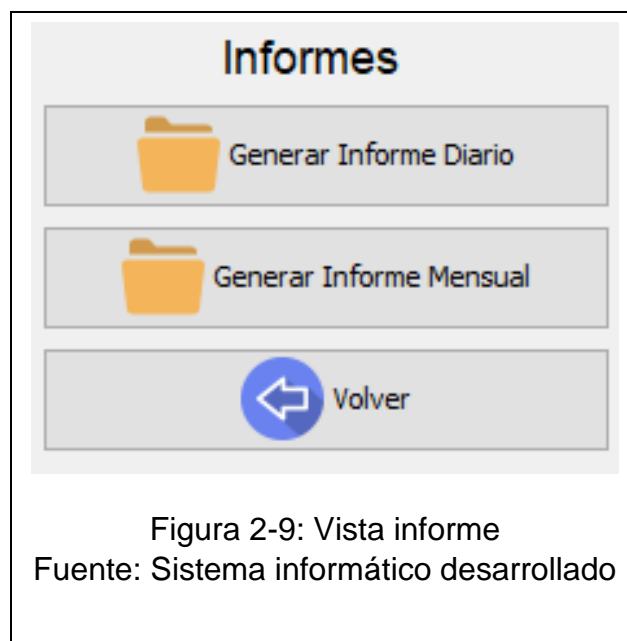 Informes
Generar Informe Diario
Generar Informe Mensual
Volver
Figura 2-9: Vista informe
Fuente: Sistema informático desarrollado